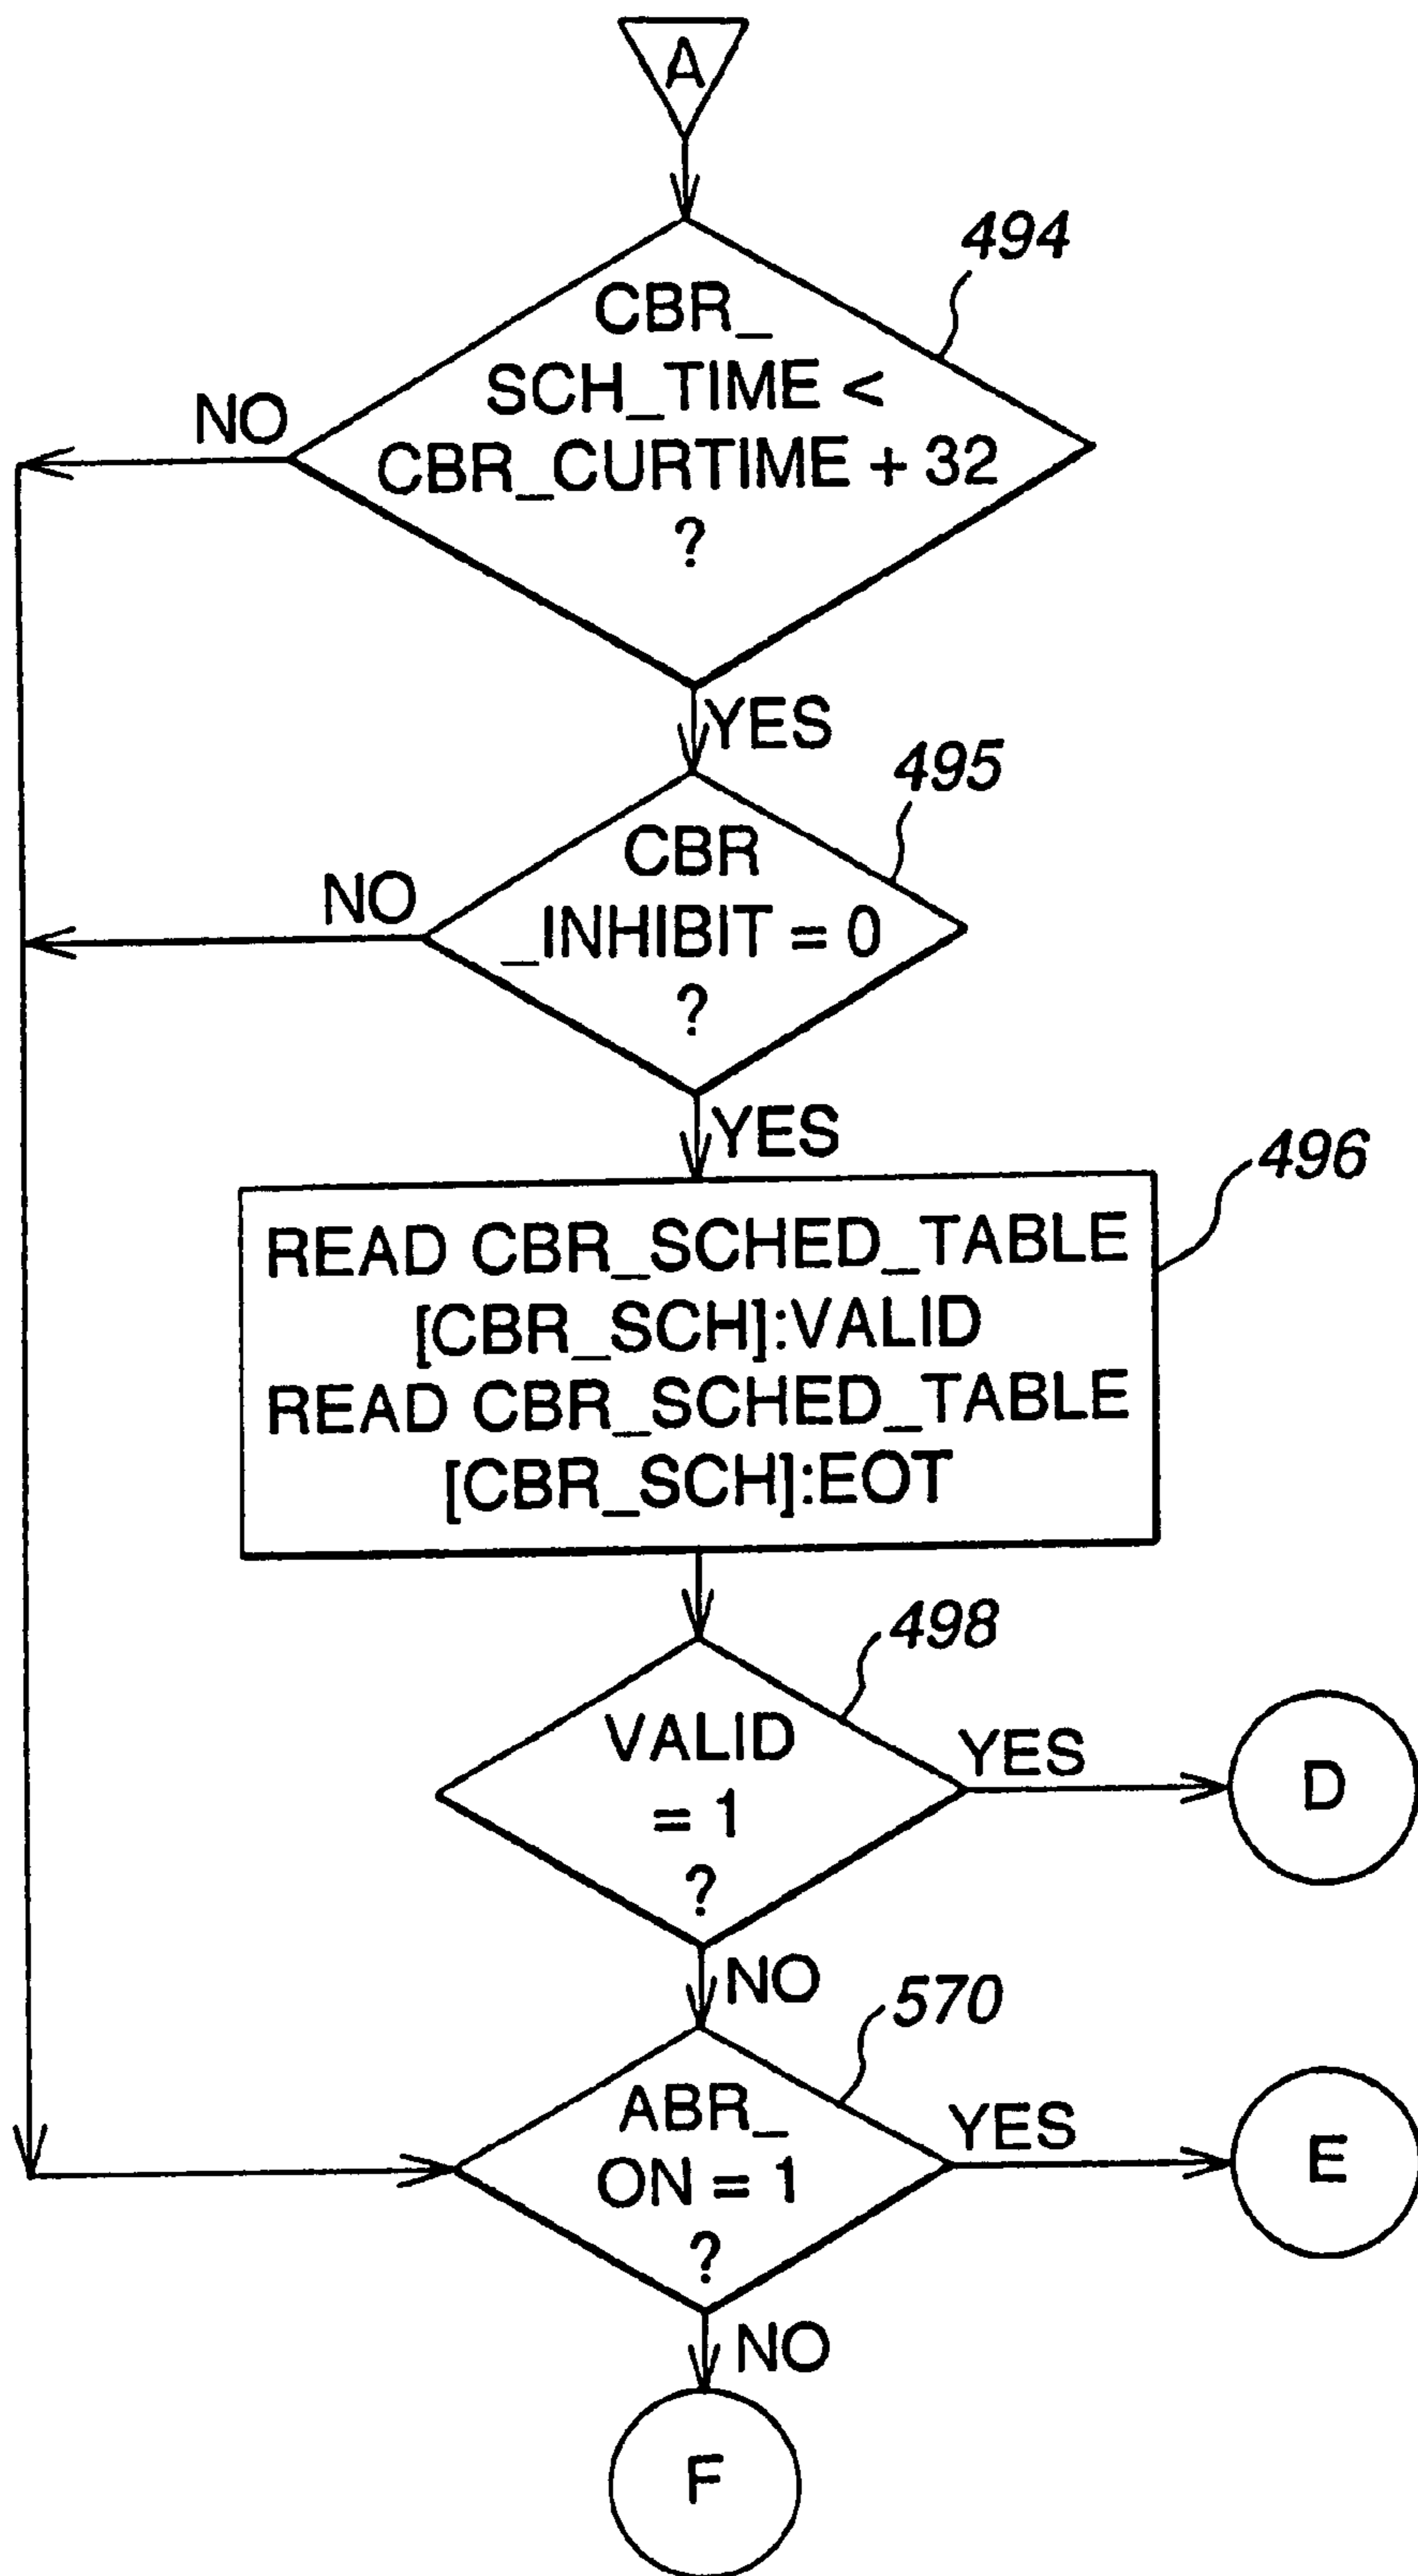 A
494
CBR_
SCH_TIME <
CBR_CURTIME + 32
?
NO
YES
495
CBR
_INHIBIT = 0
?
NO
YES
496
READ CBR_SCHED_TABLE
[CBR_SCH]:VALID
READ CBR_SCHED_TABLE
[CBR_SCH]:EOT
498
VALID
= 1
?
YES
D
NO
570
ABR_
ON = 1
?
YES
E
NO
F